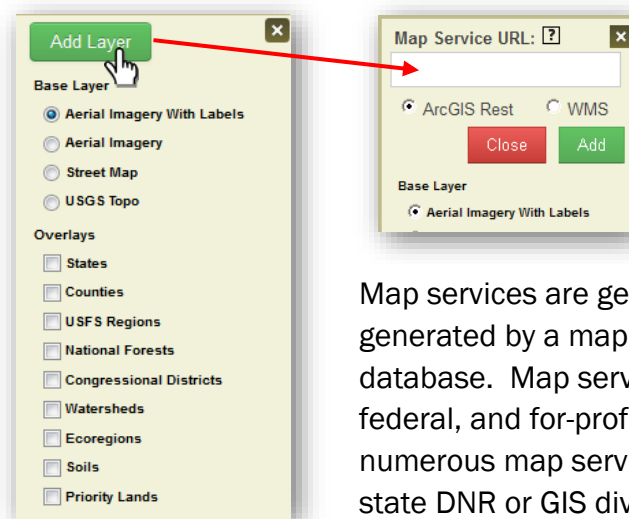 Add Layer
Base Layer
Aerial Imagery With Labels
Aerial Imagery
Street Map
USGS Topo
Overlays
States
Counties
USFS Regions
National Forests
Congressional Districts
Watersheds
Ecoregions
Soils
Priority Lands
Map Service URL: ?
ArcGIS Rest WMS
Close Add
Base Layer
Aerial Imagery With Labels
Map services are ge
generated by a map
database. Map serv
federal, and for-prof
numerous map serv
state DNR or GIS div